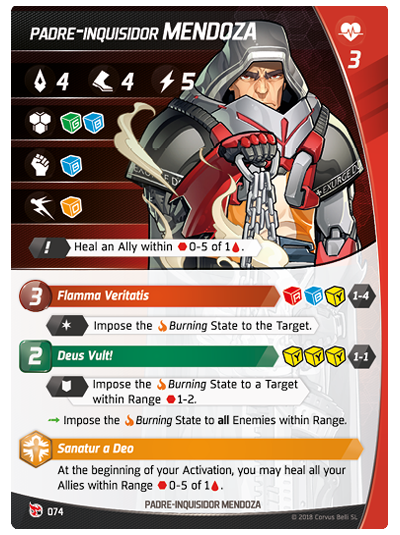 PADRE-INQUISIDOR MENDOZA
3
4 4 5
G B
B
O
EXURGE D
EXURGE D
! Heal an Ally within 0-5 of 1.
3 Flamma Veritatis R B Y 1-4
Impose the Burning State to the Target.
2 Deus Vult! Y Y Y 1-1
Impose the Burning State to a Target
within Range 1-2.
Impose the Burning State to all Enemies within Range.
Sanatur a Deo
At the beginning of your Activation, you may heal all your
Allies within Range 0-5 of 1.
PADRE-INQUISIDOR MENDOZA
074
© 2018 Corvus Belli SL